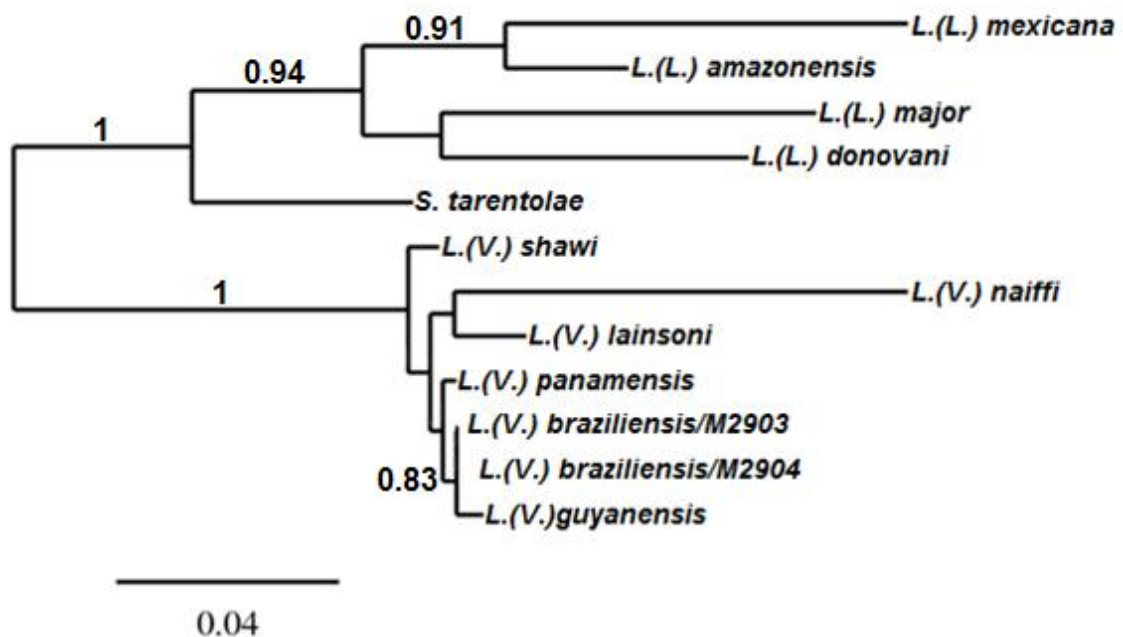 L.(L.) mexicana
0.91
L.(L.) amazonensis
0.94
L.(L.) major
1
L.(L.) donovani
S. tarentolae
L.(V.) shawi
1
L.(V.) naiffi
L.(V.) lainsoni
L.(V.) panamensis
L.(V.) braziliensis/M2903
L.(V.) braziliensis/M2904
0.83
L.(V.)guyanensis
0.04